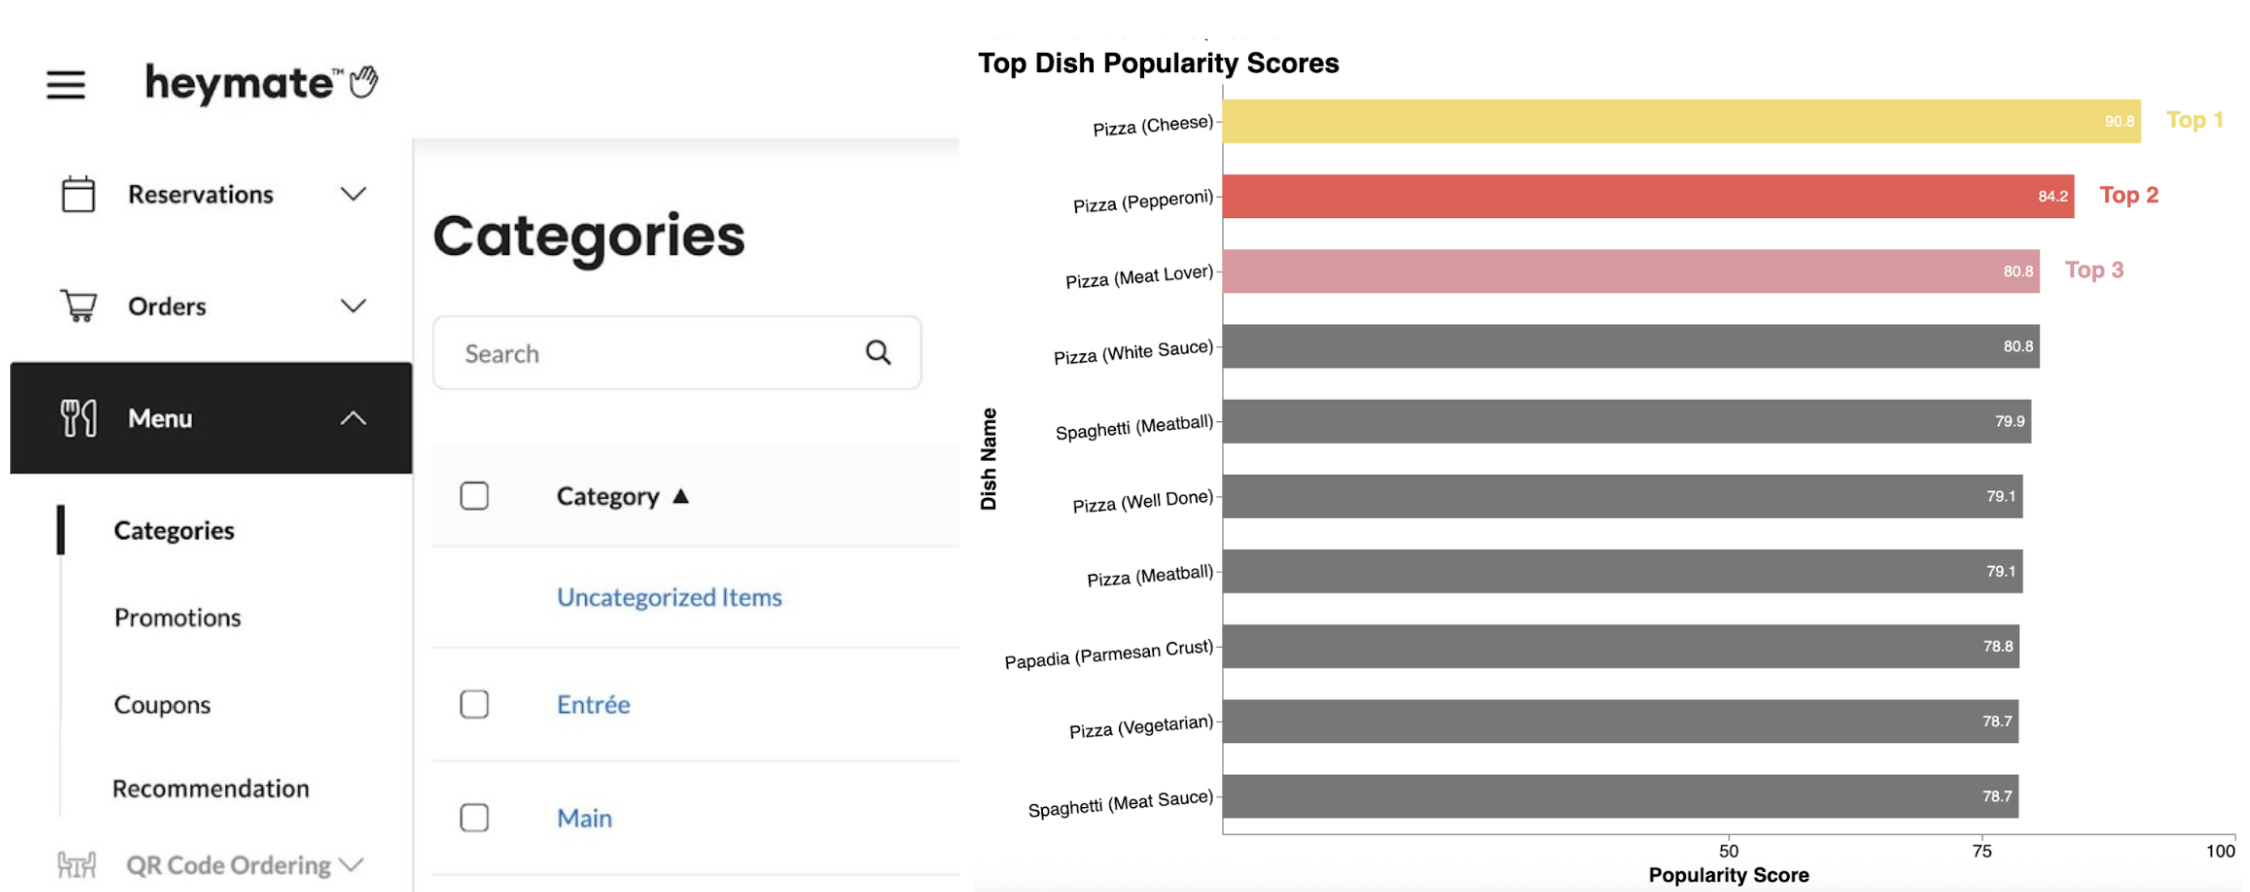 heymate™
Reservations
Orders
Menu
Categories
Promotions
Coupons
Recommendation
QR Code Ordering
Categories
Search
Category ▲
Uncategorized Items
Entrée
Main
Top Dish Popularity Scores
Dish Name
Pizza (Cheese) 90.8 Top 1
Pizza (Pepperoni) 84.2 Top 2
Pizza (Meat Lover) 80.8 Top 3
Pizza (White Sauce) 80.8
Spaghetti (Meatball) 79.9
Pizza (Well Done) 79.1
Pizza (Meatball) 79.1
Papadia (Parmesan Crust) 78.8
Pizza (Vegetarian) 78.7
Spaghetti (Meat Sauce) 78.7
50 75 100
Popularity Score